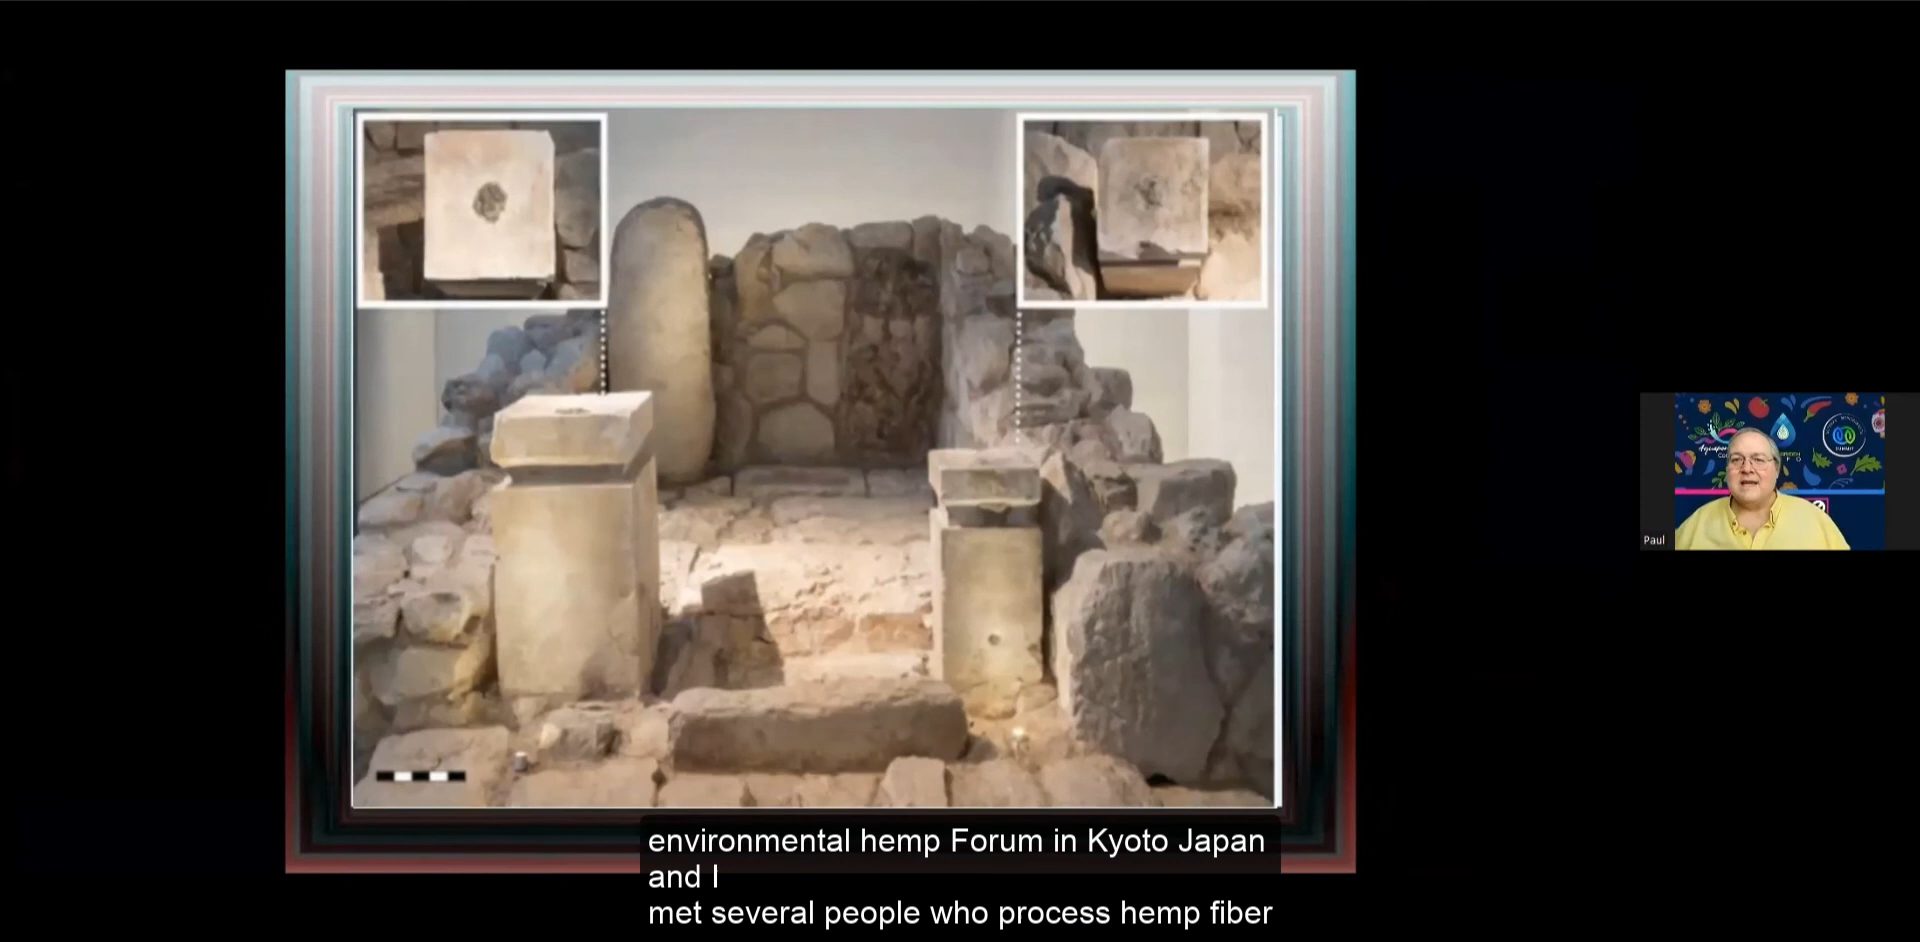 Paul
environmental hemp Forum in Kyoto Japan
and I
met several people who process hemp fiber